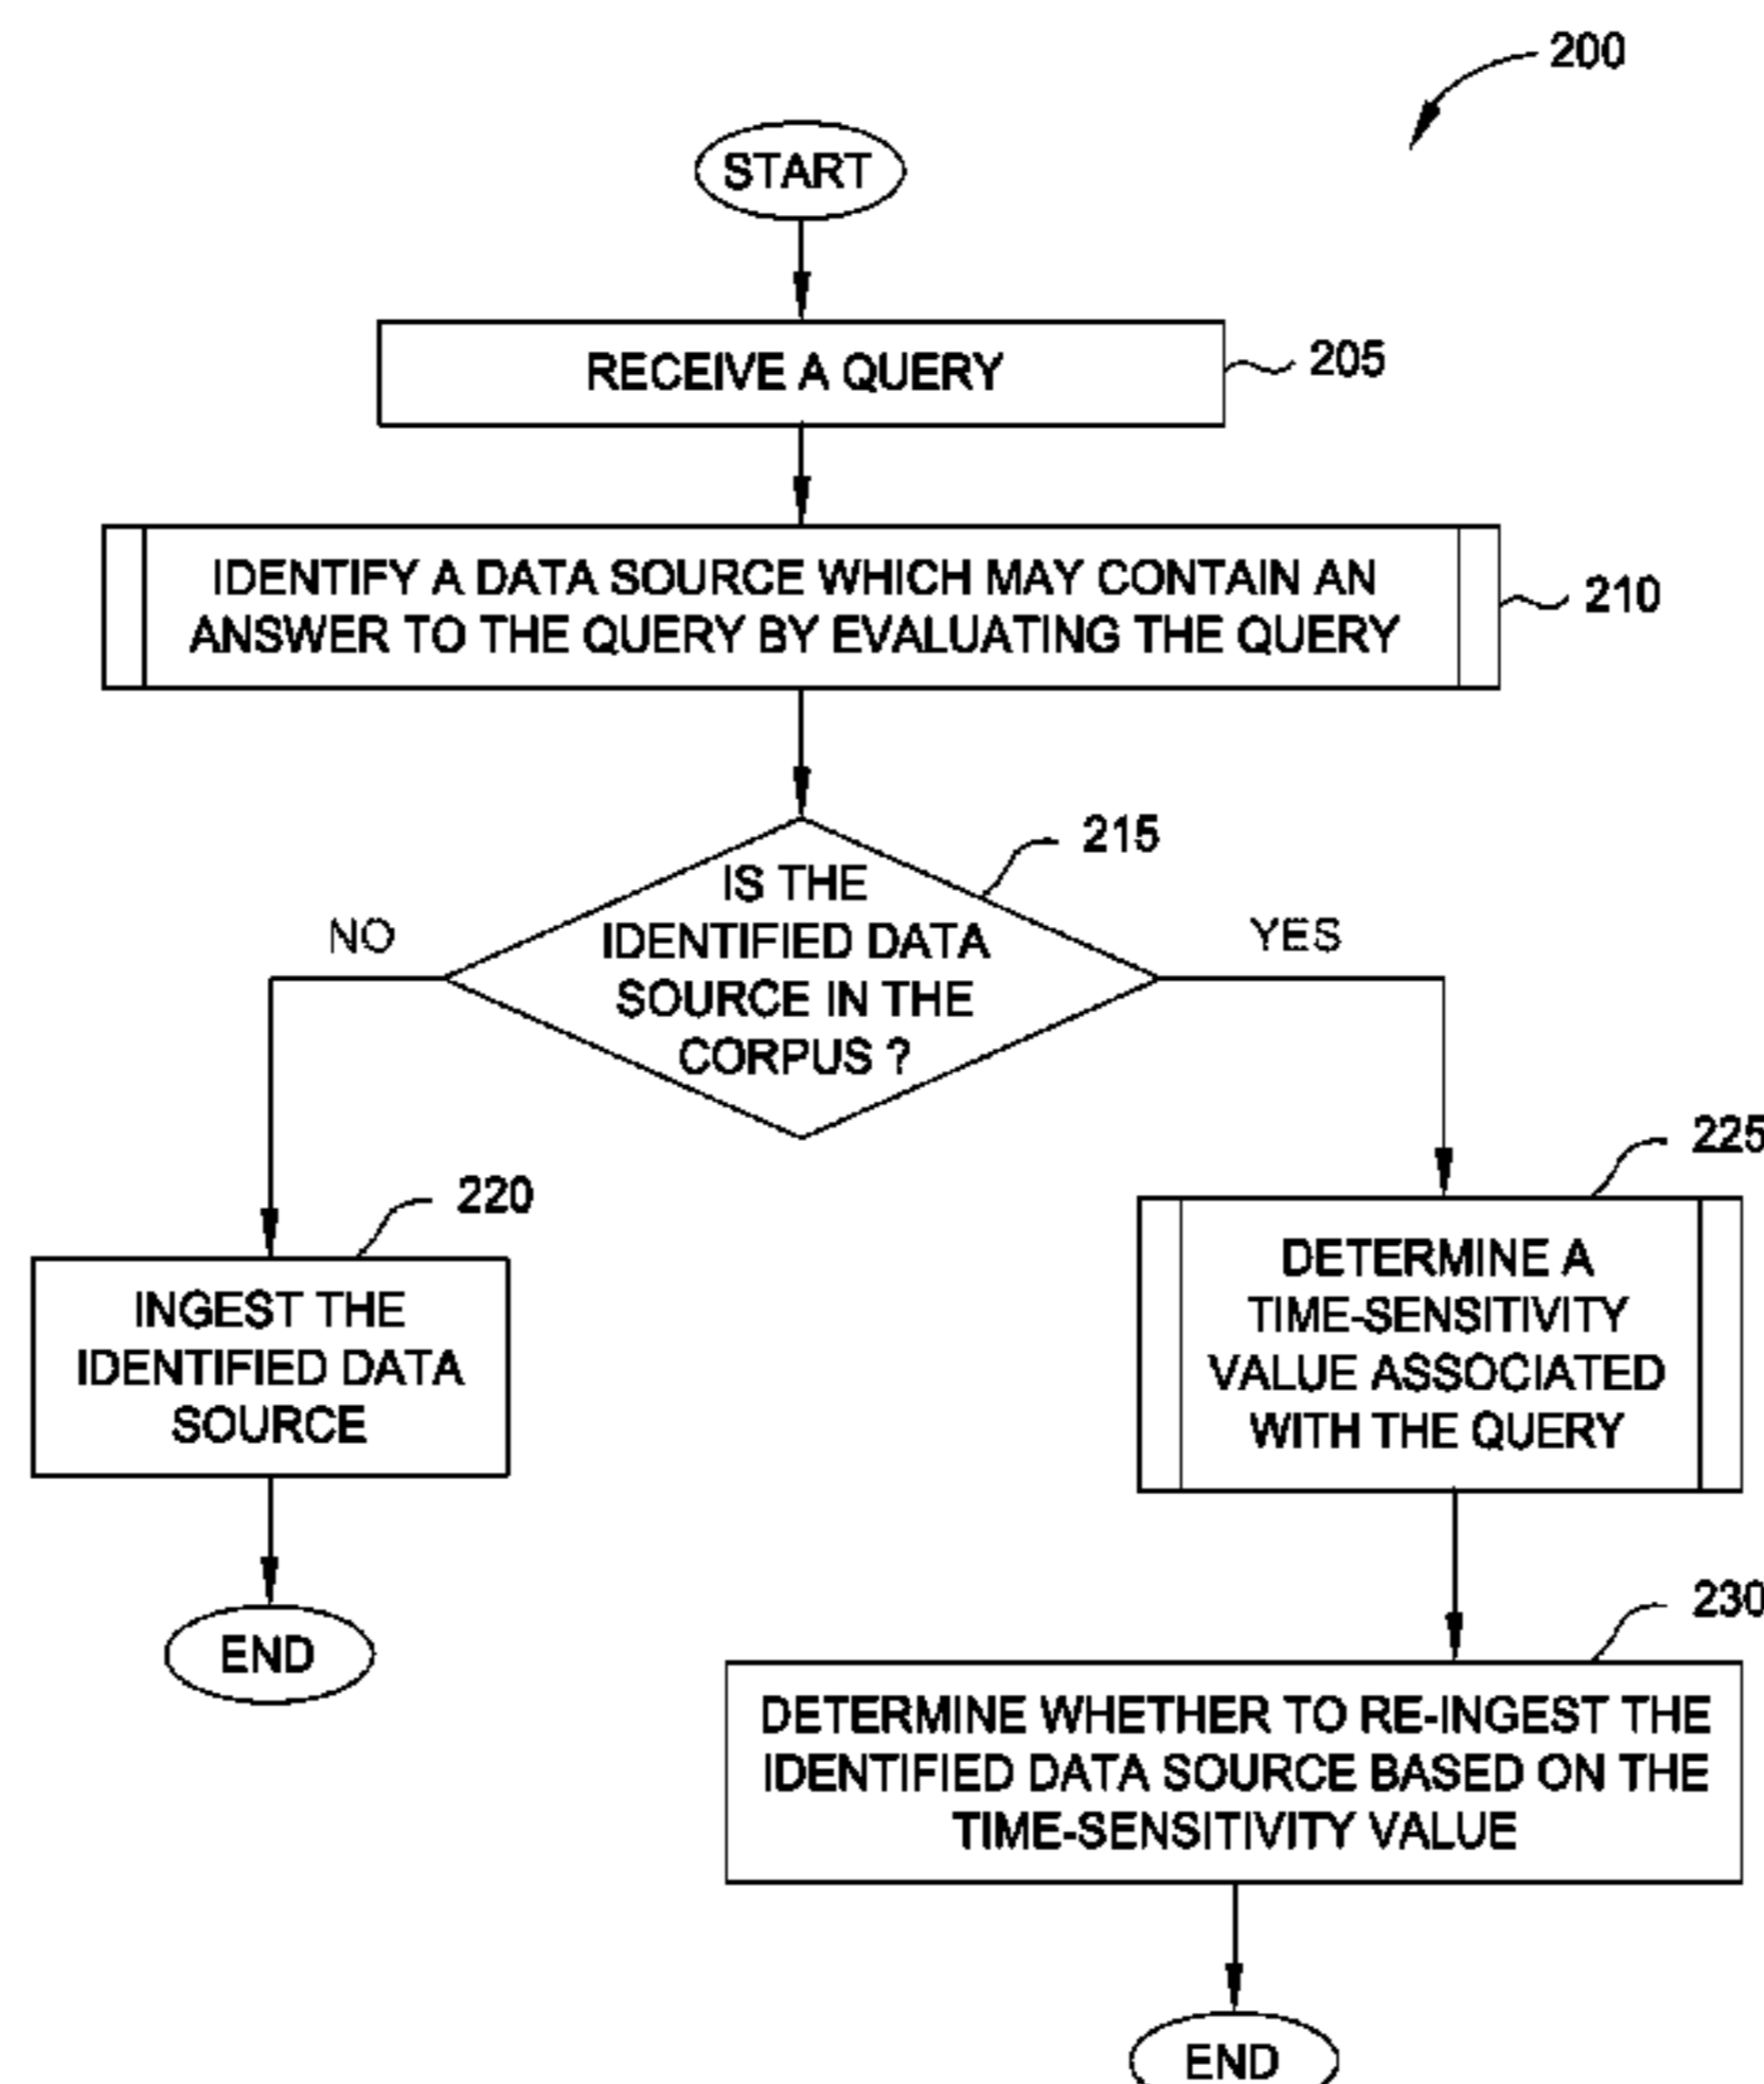 200
START
RECEIVE A QUERY
205
IDENTIFY A DATA SOURCE WHICH MAY CONTAIN AN
ANSWER TO THE QUERY BY EVALUATING THE QUERY
210
215
IS THE
IDENTIFIED DATA
SOURCE IN THE
CORPUS ?
NO
YES
220
INGEST THE
IDENTIFIED DATA
SOURCE
END
225
DETERMINE A
TIME-SENSITIVITY
VALUE ASSOCIATED
WITH THE QUERY
230
DETERMINE WHETHER TO RE-INGEST THE
IDENTIFIED DATA SOURCE BASED ON THE
TIME-SENSITIVITY VALUE
END